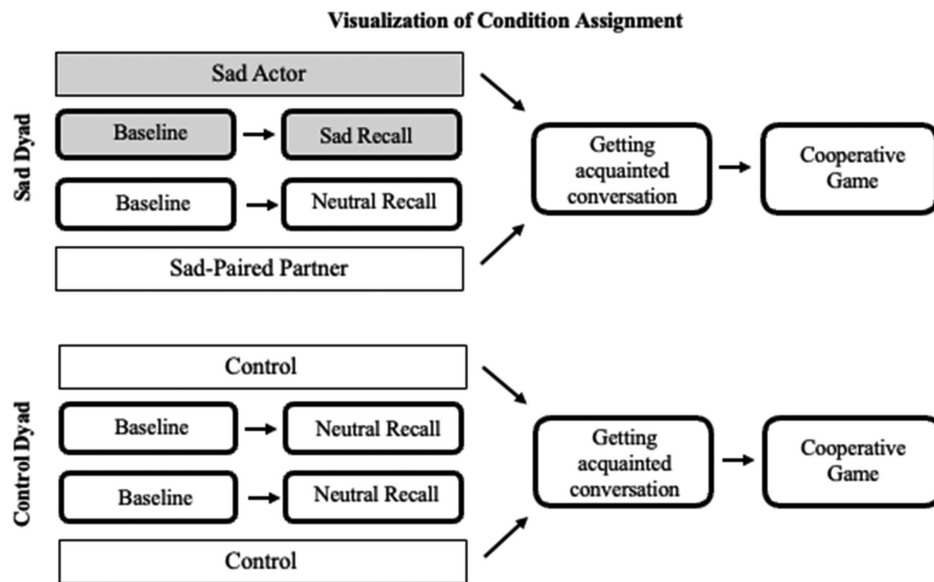 Visualization of Condition Assignment
Sad Dyad
Sad Actor
Baseline
Sad Recall
Baseline
Neutral Recall
Sad-Paired Partner
Getting
acquainted
conversation
Cooperative
Game
Control Dyad
Control
Baseline
Neutral Recall
Baseline
Neutral Recall
Control
Getting
acquainted
conversation
Cooperative
Game